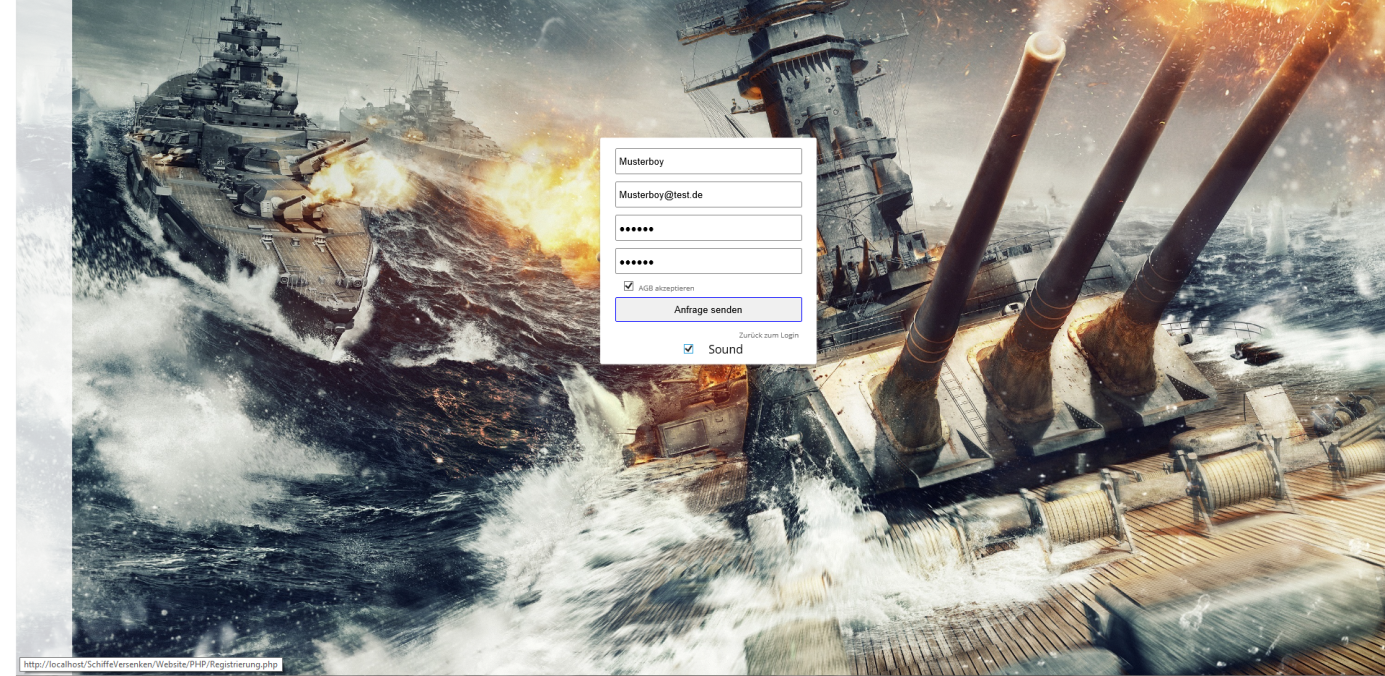 Musterboy
Musterboy@test.de
••••••
••••••
AGB akzeptieren
Anfrage senden
Zurück zum Login
Sound
http://localhost/SchiffeVersenken/Website/PHP/Registrierung.php